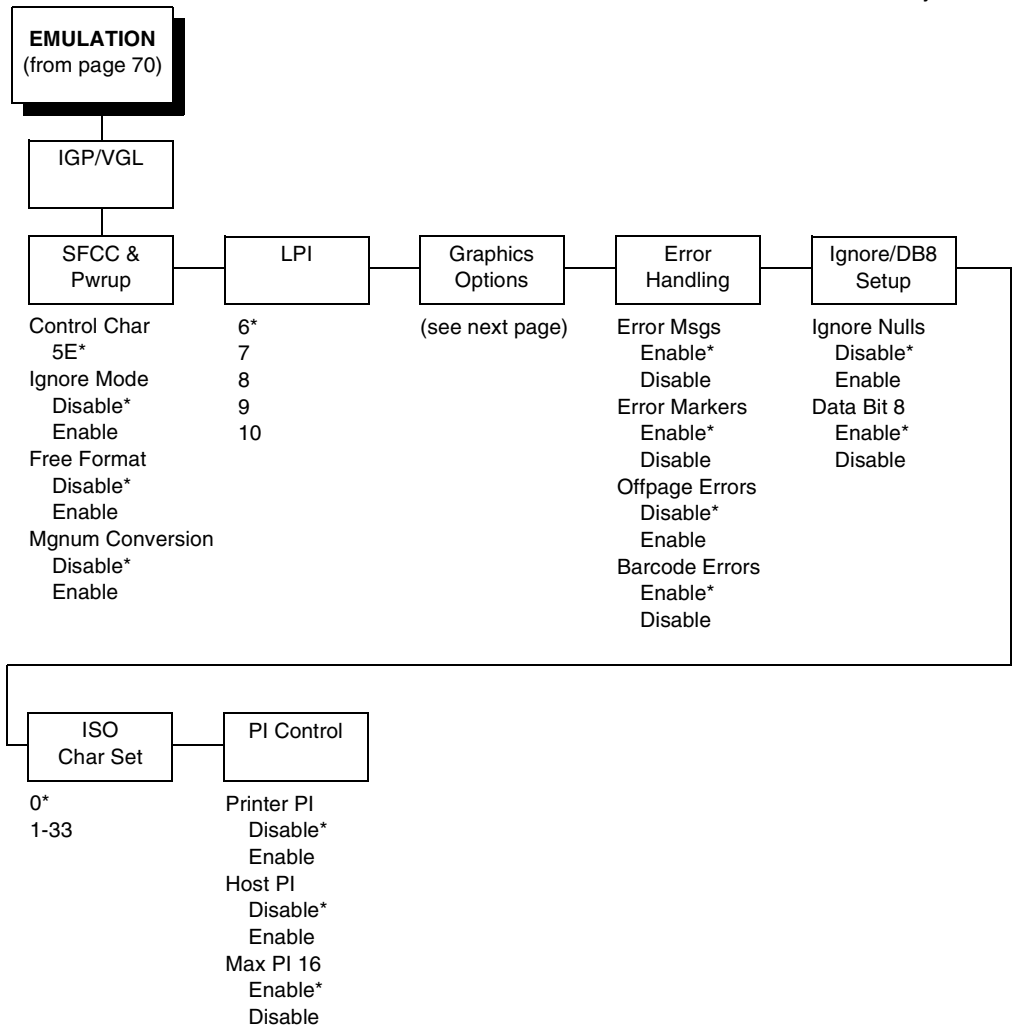 EMULATION
(from page 70)
IGP/VGL
SFCC &
Pwrup
Control Char
5E*
Ignore Mode
Disable*
Enable
Free Format
Disable*
Enable
Mgnum Conversion
Disable*
Enable
LPI
6*
7
8
9
10
Graphics
Options
(see next page)
Error
Handling
Error Msgs
Enable*
Disable
Error Markers
Enable*
Disable
Offpage Errors
Disable*
Enable
Barcode Errors
Enable*
Disable
Ignore/DB8
Setup
Ignore Nulls
Disable*
Enable
Data Bit 8
Enable*
Disable
ISO
Char Set
0*
1-33
PI Control
Printer PI
Disable*
Enable
Host PI
Disable*
Enable
Max PI 16
Enable*
Disable